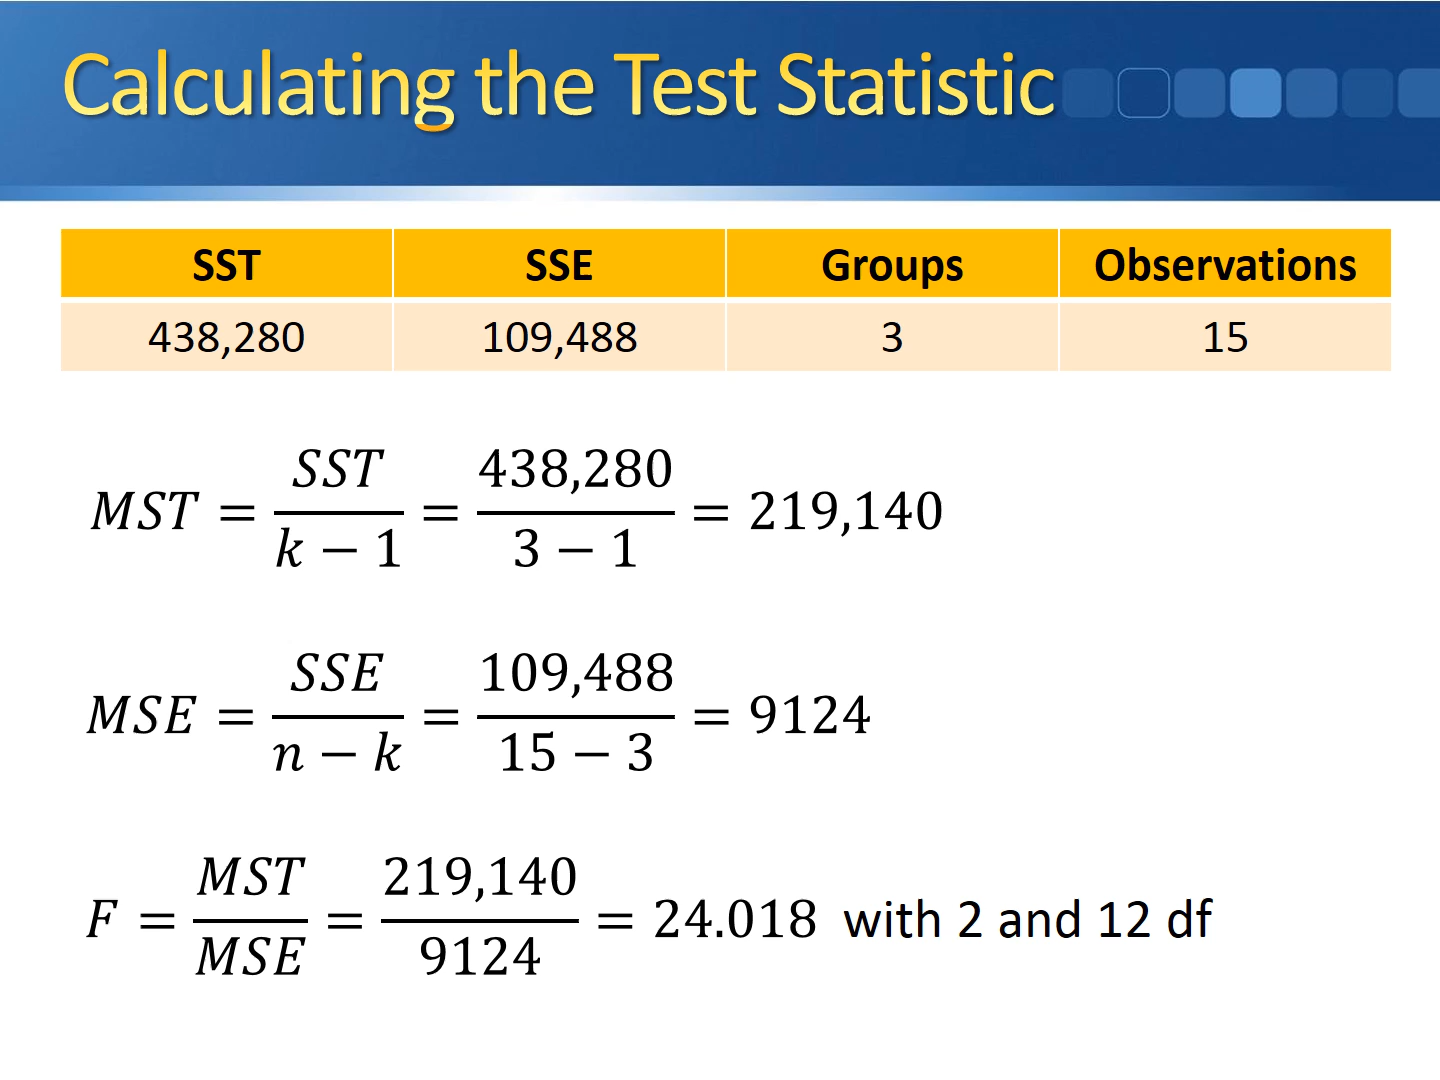 Calculating the Test Statistic
SST SSE Groups Observations
438,280 109,488 3 15
MST = SST / k − 1 = 438,280 / 3 − 1 = 219,140
MSE = SSE / n − k = 109,488 / 15 − 3 = 9124
F = MST / MSE = 219,140 / 9124 = 24.018 with 2 and 12 df